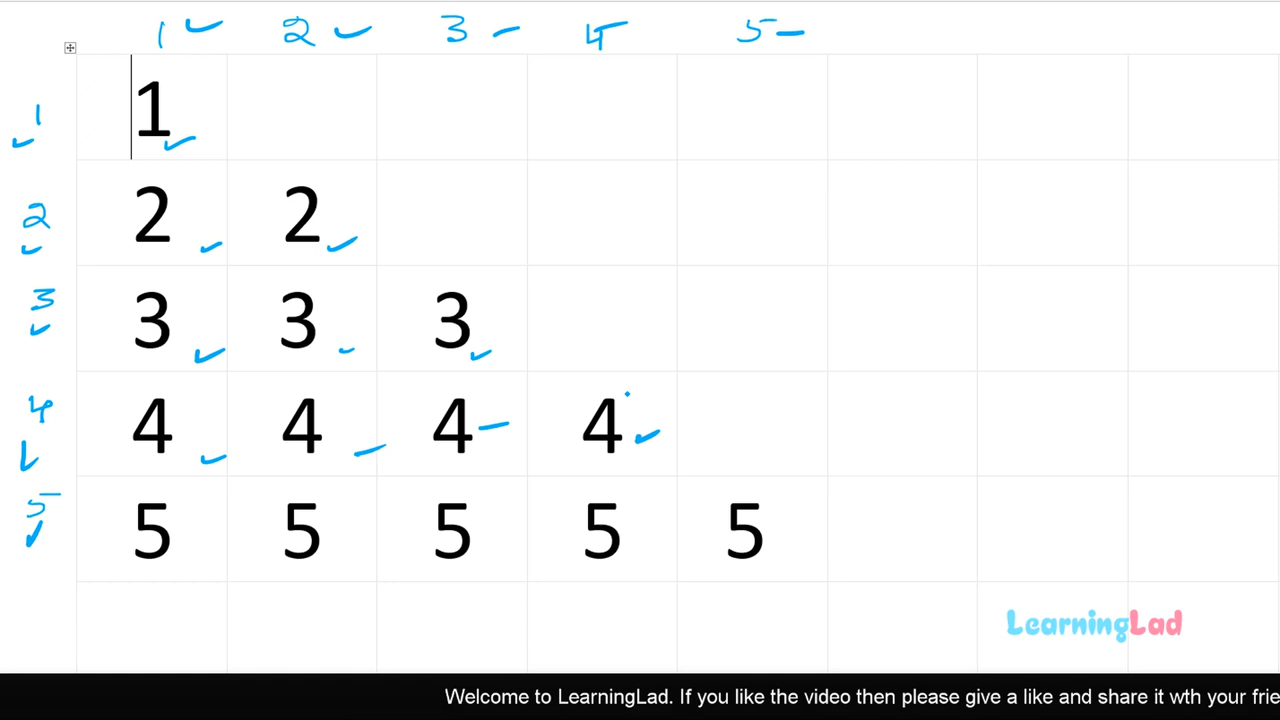 1 2 3 4 5
1 1
2 2 2
3 3 3 3
4 4 4 4 4
5 5 5 5 5 5
LearningLad
Welcome to LearningLad. If you like the video then please give a like and share it wth your frie